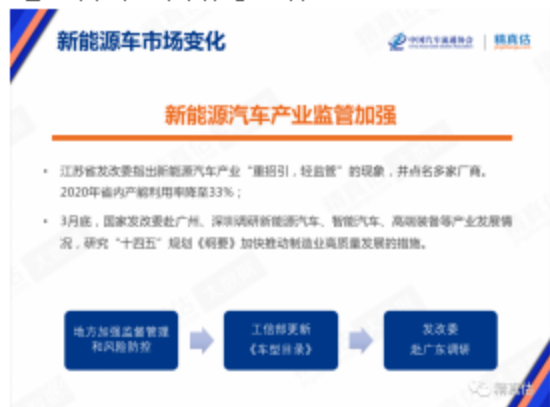 新能源车市场变化
中国汽车流通协会 | 精真估
新能源汽车产业监管加强
• 江苏省发改委指出新能源汽车产业“重招引，轻监管”的现象，并点名多家厂商。
2020年省内产能利用率降至33%；
• 3月底，国家发改委赴广州、深圳调研新能源汽车、智能汽车、高端装备等产业发展情
况，研究“十四五”规划《纲要》加快推动制造业高质量发展的措施。
地方加强监督管理
和风险防控
工信部更新
《车型目录》
发改委
赴广东调研
精真估